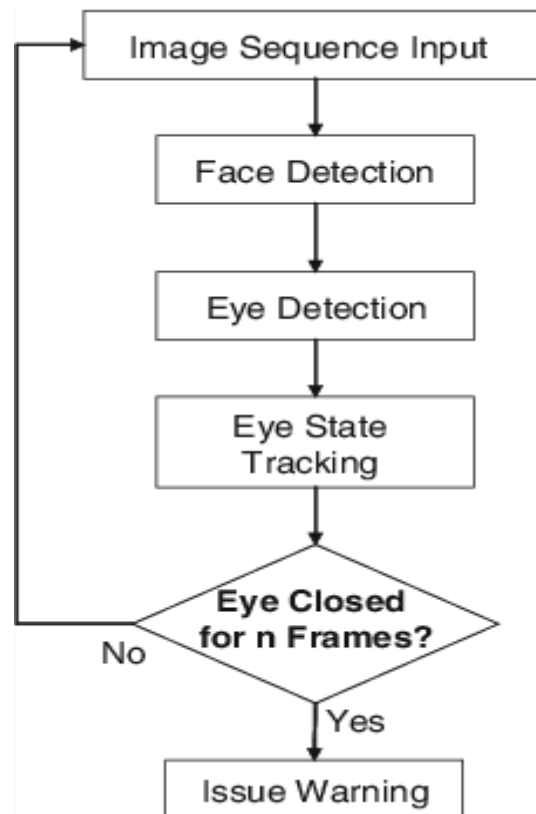 Image Sequence Input
Face Detection
Eye Detection
Eye State
Tracking
Eye Closed
for n Frames?
No
Yes
Issue Warning